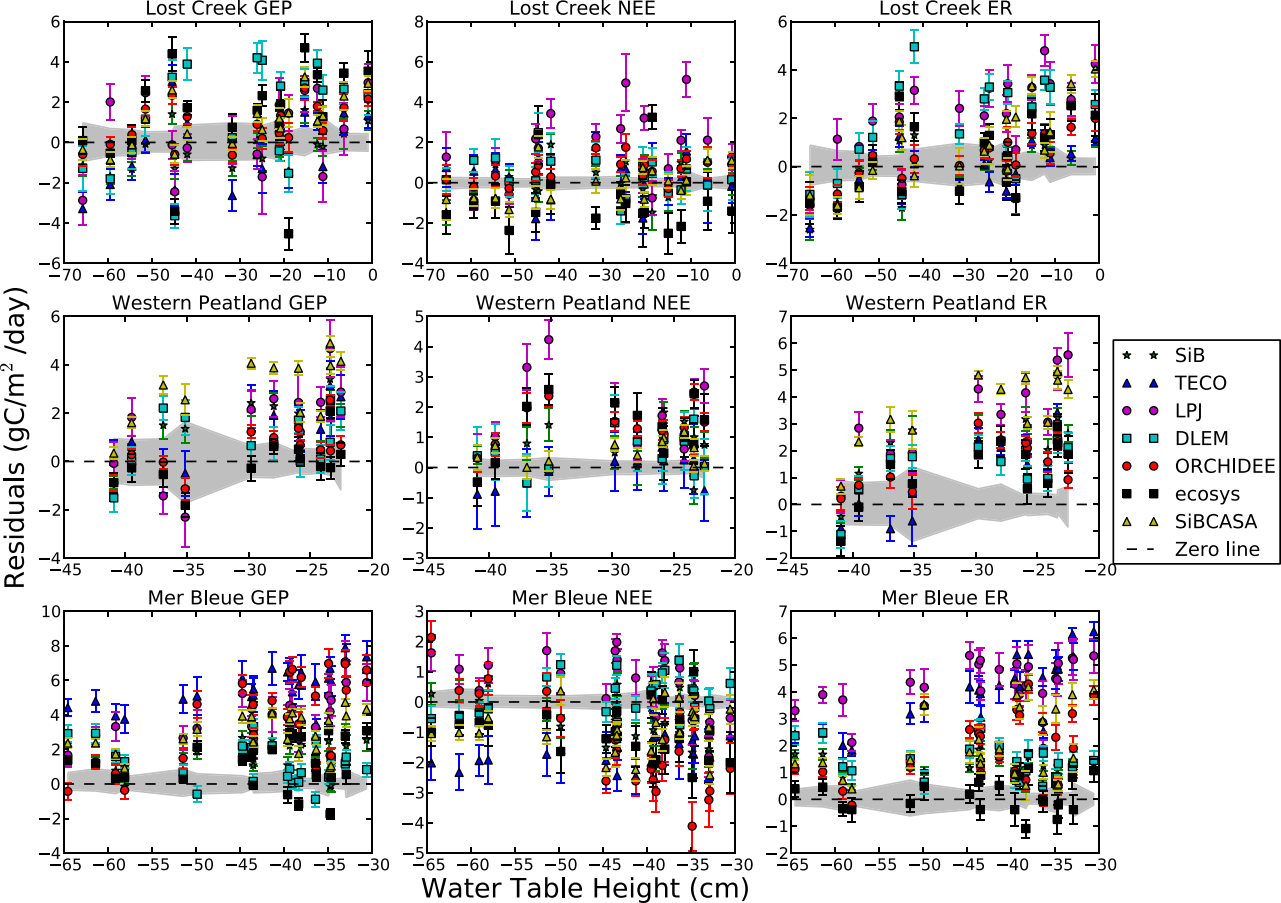 Lost Creek GEP
Lost Creek NEE
Lost Creek ER
6
4
2
0
−2
−4
−6
−70 −60 −50 −40 −30 −20 −10 0
8
6
4
2
0
−2
−4
−70 −60 −50 −40 −30 −20 −10 0
6
4
2
0
−2
−4
−70 −60 −50 −40 −30 −20 −10 0
Western Peatland GEP
Western Peatland NEE
Western Peatland ER
6
4
2
0
−2
−4
−45 −40 −35 −30 −25 −20
5
4
3
2
1
0
−1
−2
−3
−45 −40 −35 −30 −25 −20
7
6
5
4
3
2
1
0
−1
−2
−45 −40 −35 −30 −25 −20
Residuals (gC/m² /day)
SiB
TECO
LPJ
DLEM
ORCHIDEE
ecosys
SiBCASA
Zero line
Mer Bleue GEP
Mer Bleue NEE
Mer Bleue ER
10
8
6
4
2
0
−2
−4
−65 −60 −55 −50 −45 −40 −35 −30
3
2
1
0
−1
−2
−3
−4
−5
−65 −60 −55 −50 −45 −40 −35 −30
7
6
5
4
3
2
1
0
−1
−2
−65 −60 −55 −50 −45 −40 −35 −30
Water Table Height (cm)